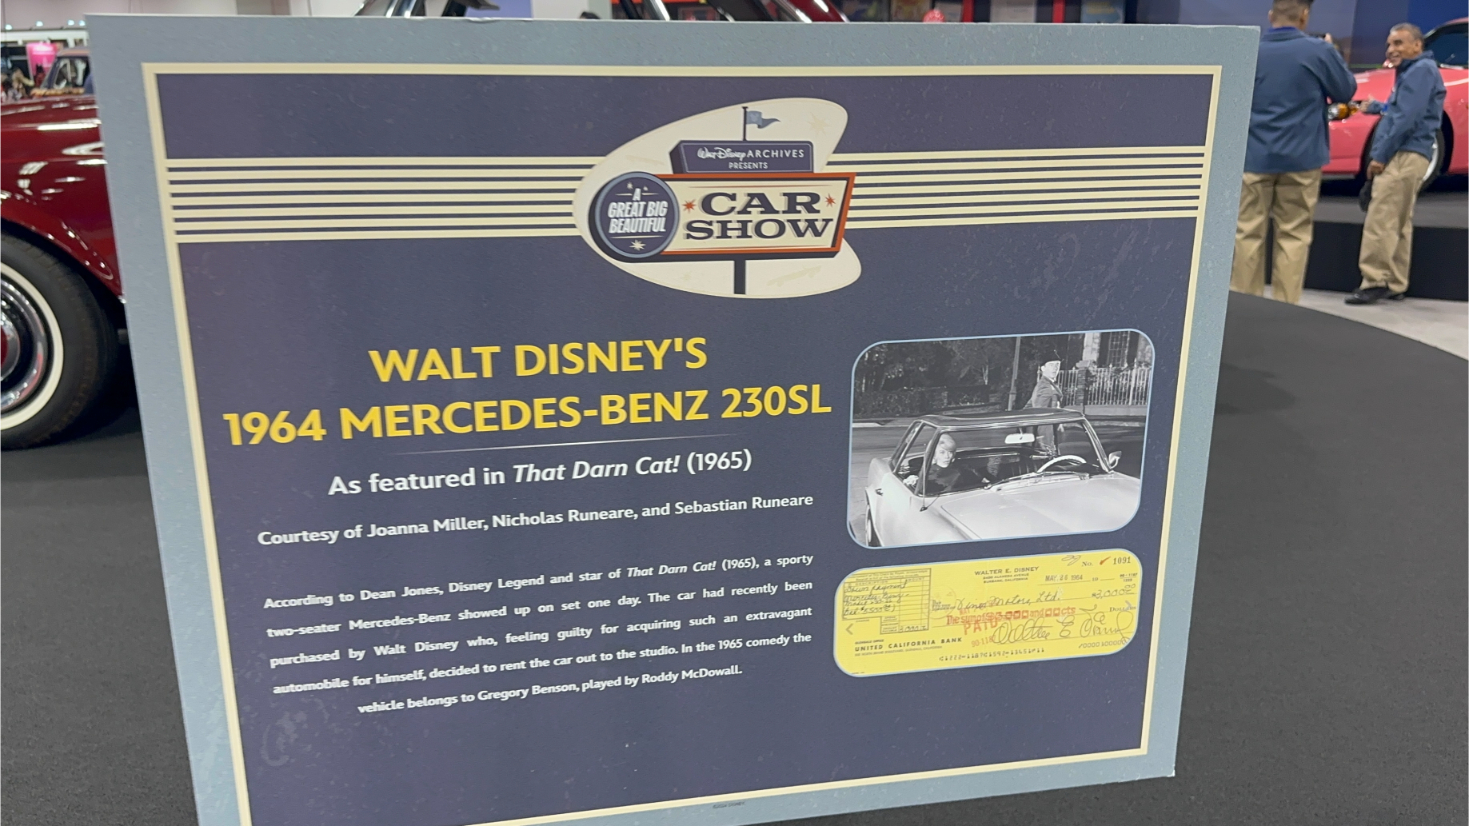 Walt Disney ARCHIVES
PRESENTS
A
GREAT BIG
BEAUTIFUL
CAR
SHOW
WALT DISNEY'S
1964 MERCEDES-BENZ 230SL
As featured in That Darn Cat! (1965)
Courtesy of Joanna Miller, Nicholas Runeare, and Sebastian Runeare
According to Dean Jones, Disney Legend and star of That Darn Cat! (1965), a sporty
two-seater Mercedes-Benz showed up on set one day. The car had recently been
purchased by Walt Disney who, feeling guilty for acquiring such an extravagant
automobile for himself, decided to rent the car out to the studio. In the 1965 comedy the
vehicle belongs to Gregory Benson, played by Roddy McDowall.
No. 1091
WALTER E. DISNEY
PAID
UNITED CALIFORNIA BANK